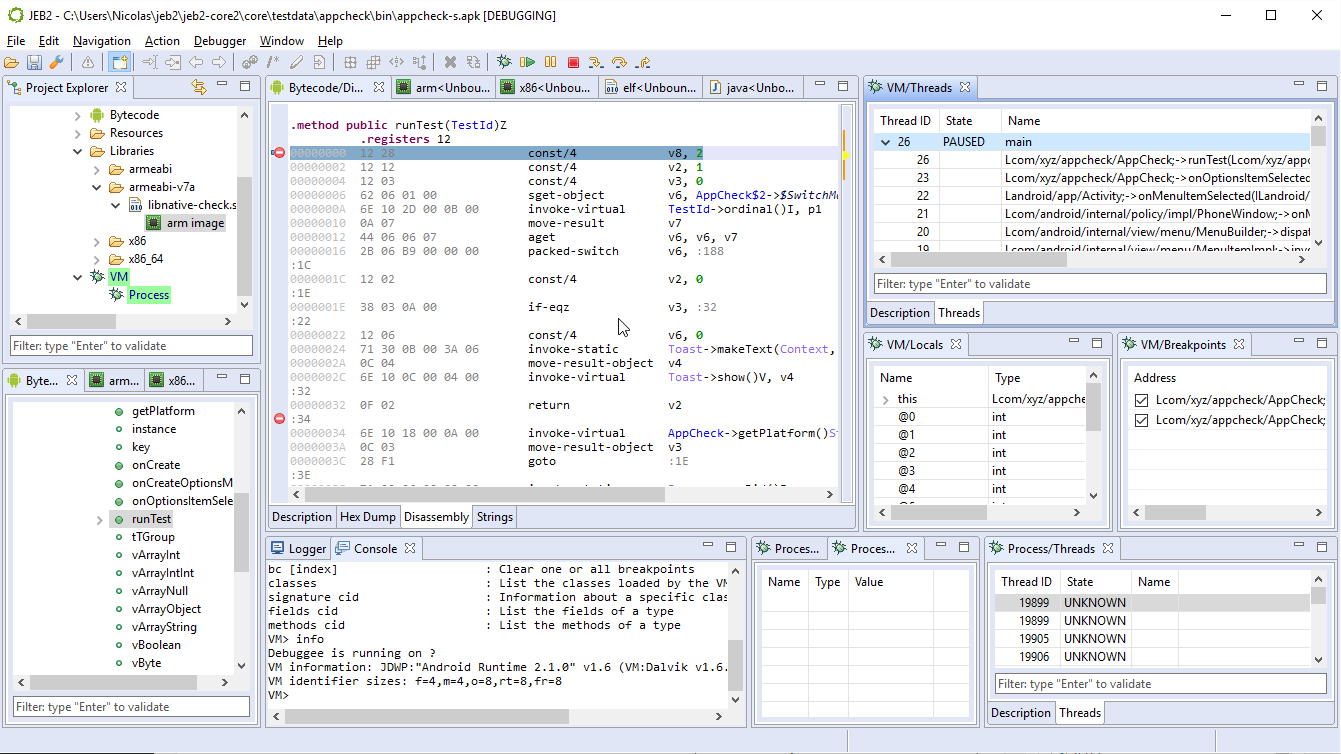 JEB2 - C:\Users\Nicolas\jeb2\jeb2-core2\core\testdata\appcheck\bin\appcheck-s.apk [DEBUGGING]
File Edit Navigation Action Debugger Window Help
Project Explorer
Bytecode
Resources
Libraries
armeabi
armeabi-v7a
libnative-check.s
arm image
x86
x86_64
VM
Process
Filter: type "Enter" to validate
Byte... arm... x86...
getPlatform
instance
key
onCreate
onCreateOptionsM
onOptionsItemSele
runTest
tTGroup
vArrayInt
vArrayIntInt
vArrayNull
vArrayObject
vArrayString
vBoolean
vByte
Filter: type "Enter" to validate
Bytecode/Di... arm<Unbou... x86<Unbou... elf<Unboun... java<Unbo...
.method public runTest(TestId)Z
.registers 12
00000000 12 28 const/4 v8, 2
00000002 12 12 const/4 v2, 1
00000004 12 03 const/4 v3, 0
00000006 62 06 01 00 sget-object v6, AppCheck$2->$SwitchM
0000000A 6E 10 2D 00 0B 00 invoke-virtual TestId->ordinal()I, p1
00000010 0A 07 move-result v7
00000012 44 06 06 07 aget v6, v6, v7
00000016 2B 06 B9 00 00 00 packed-switch v6, :188
:1C
0000001C 12 02 const/4 v2, 0
:1E
0000001E 38 03 0A 00 if-eqz v3, :32
:22
00000022 12 06 const/4 v6, 0
00000024 71 30 0B 00 3A 06 invoke-static Toast->makeText(Context,
0000002A 0C 04 move-result-object v4
0000002C 6E 10 0C 00 04 00 invoke-virtual Toast->show()V, v4
:32
00000032 0F 02 return v2
:34
00000034 6E 10 18 00 0A 00 invoke-virtual AppCheck->getPlatform()S
0000003A 0C 03 move-result-object v3
0000003C 28 F1 goto :1E
:3E
Description Hex Dump Disassembly Strings
Logger Console
bc [index] : Clear one or all breakpoints
classes : List the classes loaded by the VM
signature cid : Information about a specific clas
fields cid : List the fields of a type
methods cid : List the methods of a type
VM> info
Debuggee is running on ?
VM information: JDWP:"Android Runtime 2.1.0" v1.6 (VM:Dalvik v1.6.
VM identifier sizes: f=4,m=4,o=8,rt=8,fr=8
VM>
VM/Threads
Thread ID State Name
26 PAUSED main
26 Lcom/xyz/appcheck/AppCheck;->runTest(Lcom/xyz/appc
23 Lcom/xyz/appcheck/AppCheck;->onOptionsItemSelected
22 Landroid/app/Activity;->onMenuItemSelected(ILandroid/
21 Lcom/android/internal/policy/impl/PhoneWindow;->onM
20 Lcom/android/internal/view/menu/MenuBuilder;->dispat
19 Lcom/android/internal/view/menu/MenuItemImpl;->invo
Filter: type "Enter" to validate
Description Threads
VM/Locals
Name Type
this Lcom/xyz/appche
@0 int
@1 int
@2 int
@3 int
@4 int
VM/Breakpoints
Address
Lcom/xyz/appcheck/AppCheck;
Lcom/xyz/appcheck/AppCheck;
Proces... Proces...
Name Type Value
Process/Threads
Thread ID State Name
19899 UNKNOWN
19899 UNKNOWN
19905 UNKNOWN
19906 UNKNOWN
Filter: type "Enter" to validate
Description Threads